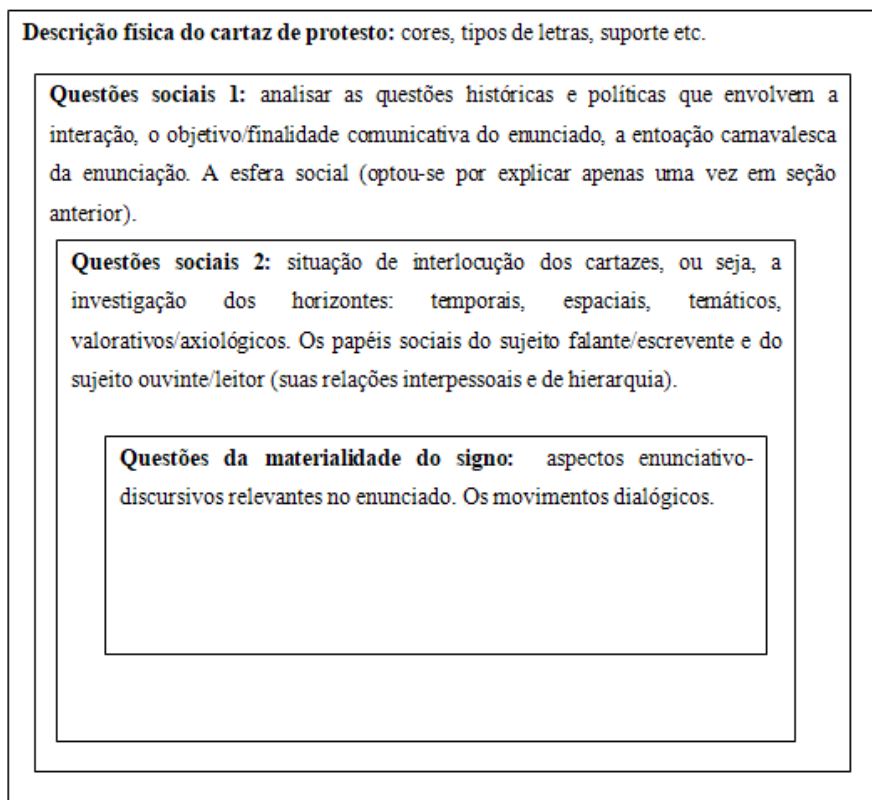 Descrição física do cartaz de protesto: cores, tipos de letras, suporte etc.
Questões sociais 1: analisar as questões históricas e políticas que envolvem a
interação, o objetivo/finalidade comunicativa do enunciado, a entoação carnavalesca
da enunciação. A esfera social (optou-se por explicar apenas uma vez em seção
anterior).
Questões sociais 2: situação de interlocução dos cartazes, ou seja, a
investigação dos horizontes: temporais, espaciais, temáticos,
valorativos/axiológicos. Os papéis sociais do sujeito falante/escrevente e do
sujeito ouvinte/leitor (suas relações interpessoais e de hierarquia).
Questões da materialidade do signo: aspectos enunciativo-
discursivos relevantes no enunciado. Os movimentos dialógicos.